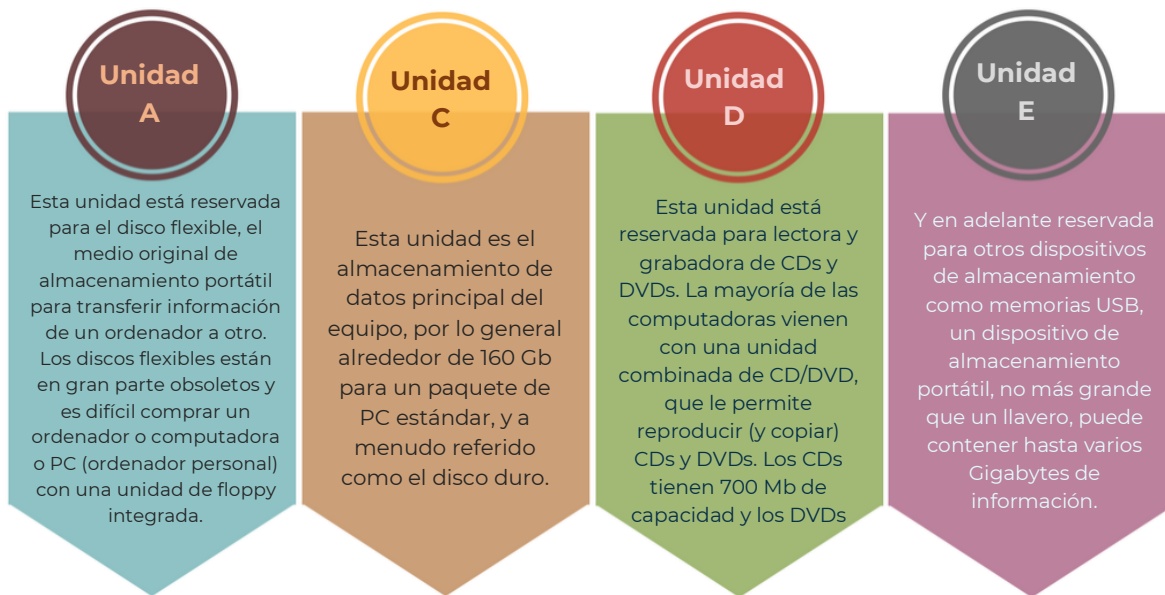 Unidad
A
Esta unidad está reservada
para el disco flexible, el
medio original de
almacenamiento portátil
para transferir información
de un ordenador a otro.
Los discos flexibles están
en gran parte obsoletos y
es difícil comprar un
ordenador o computadora
o PC (ordenador personal)
con una unidad de floppy
integrada.
Unidad
C
Esta unidad es el
almacenamiento de
datos principal del
equipo, por lo general
alrededor de 160 Gb
para un paquete de
PC estándar, y a
menudo referido
como el disco duro.
Unidad
D
Esta unidad está
reservada para lectora y
grabadora de CDs y
DVDs. La mayoría de las
computadoras vienen
con una unidad
combinada de CD/DVD,
que le permite
reproducir (y copiar)
CDs y DVDs. Los CDs
tienen 700 Mb de
capacidad y los DVDs
Unidad
E
Y en adelante reservada
para otros dispositivos
de almacenamiento
como memorias USB,
un dispositivo de
almacenamiento
portátil, no más grande
que un llavero, puede
contener hasta varios
Gigabytes de
información.